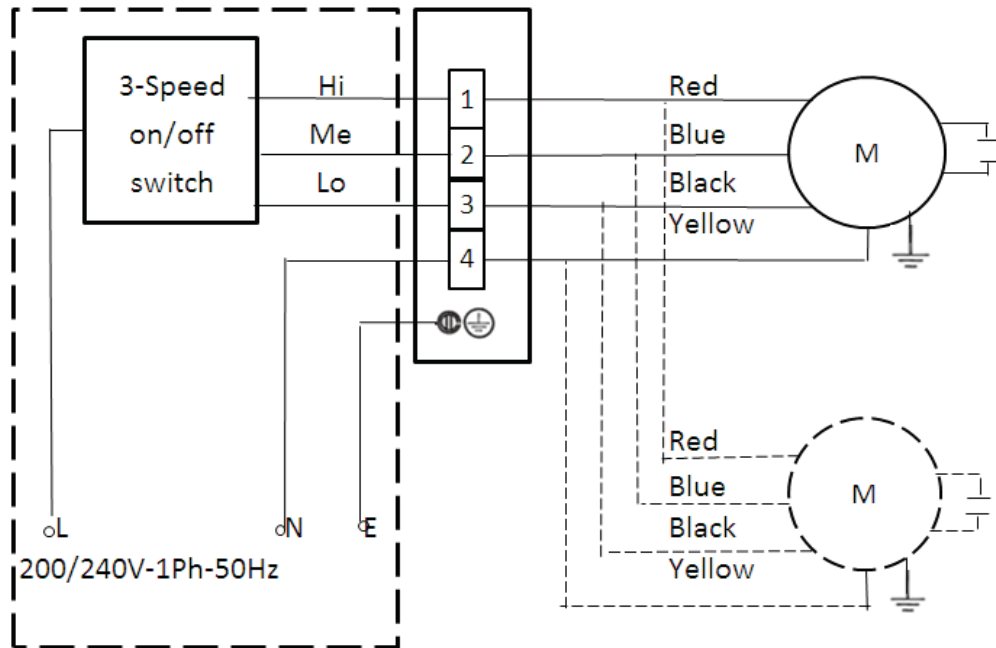 3-Speed
on/off
switch
Hi
Me
Lo
1
2
3
4
Red
Blue
Black
Yellow
M
Red
Blue
Black
Yellow
M
L
N
E
200/240V-1Ph-50Hz